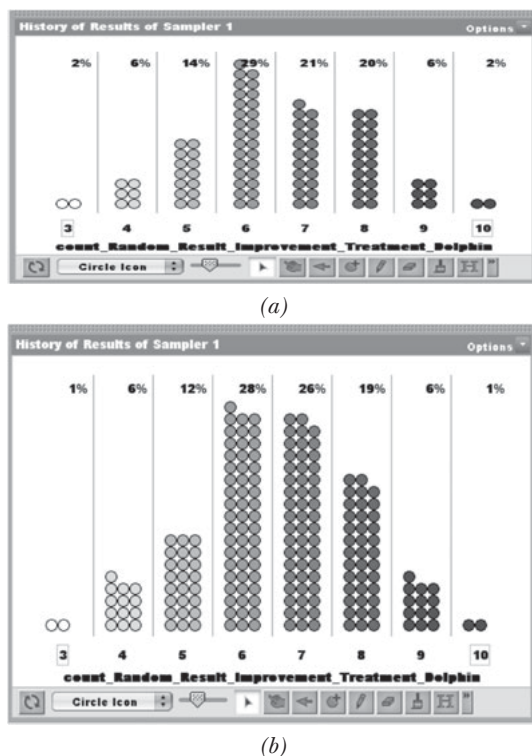 History of Results of Sampler 1 Options
2% 6% 14% 29% 21% 20% 6% 2%
3 4 5 6 7 8 9 10
count_Random_Result_Improvement_Treatment_Dolphin
Circle Icon
(a)
History of Results of Sampler 1 Options
1% 6% 12% 28% 26% 19% 6% 1%
3 4 5 6 7 8 9 10
count_Random_Result_Improvement_Treatment_Dolphin
Circle Icon
(b)